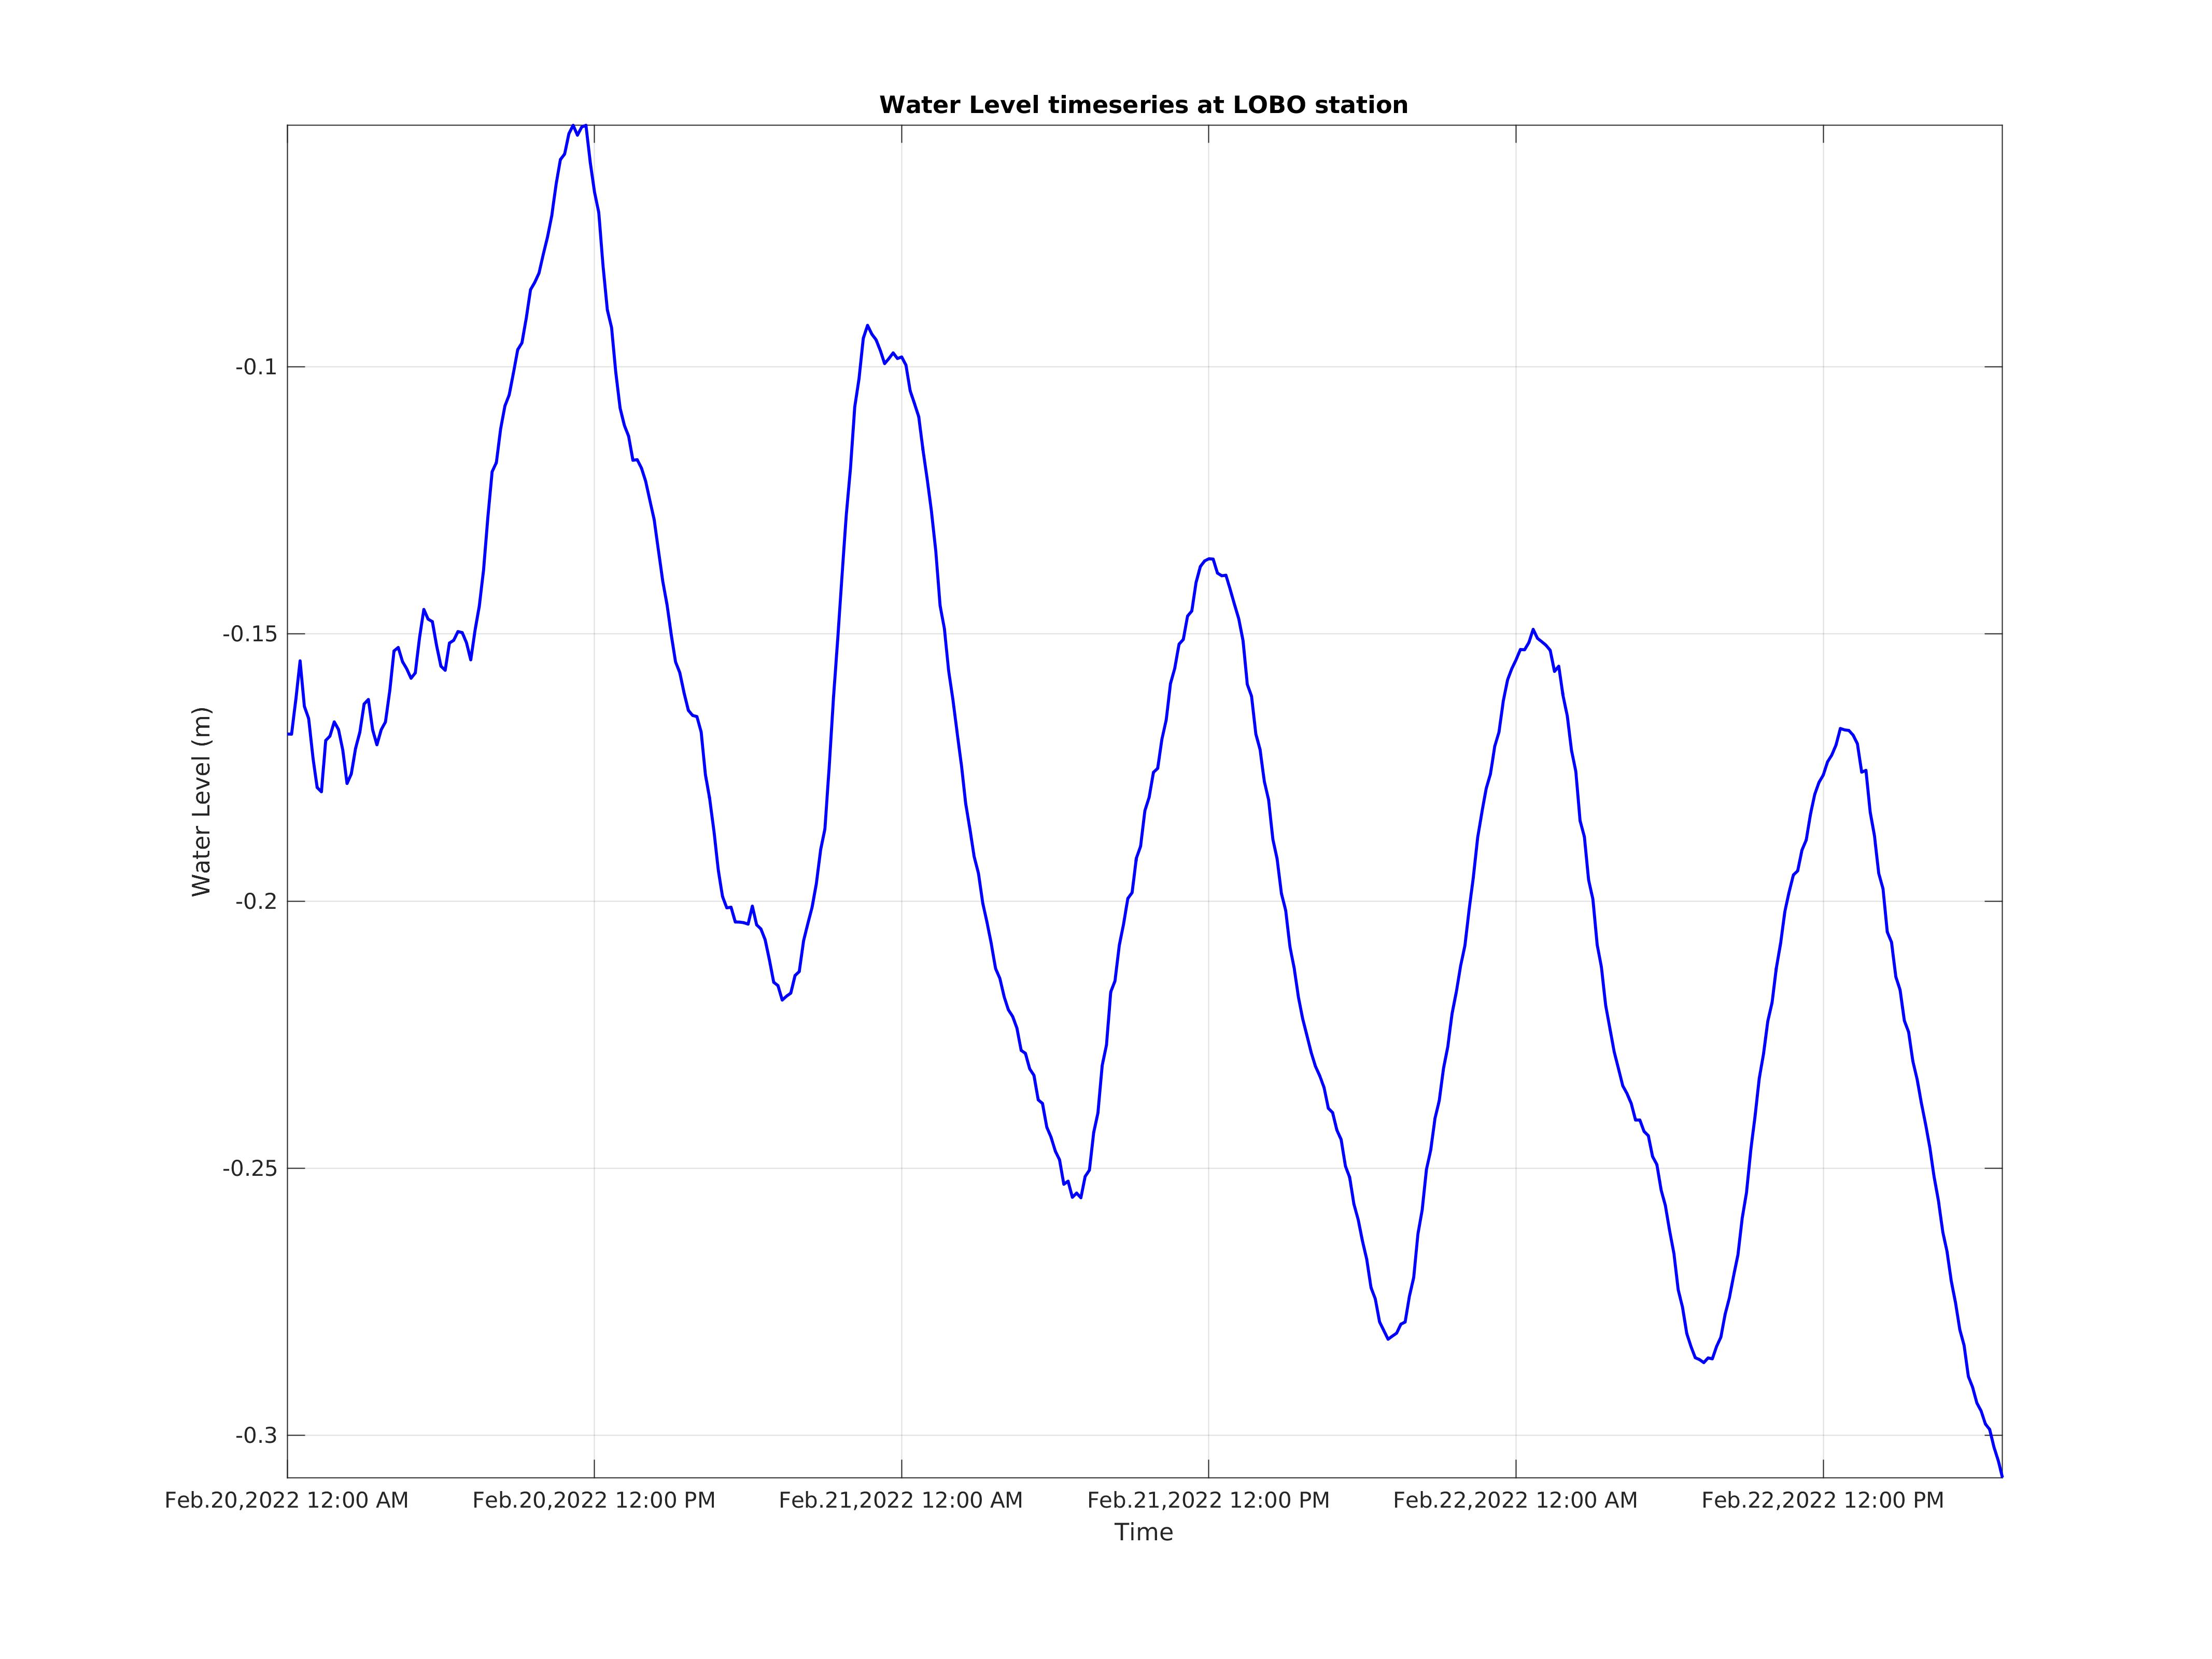 Water Level timeseries at LOBO station
-0.1
-0.15
-0.2
-0.25
-0.3
Water Level (m)
Feb.20,2022 12:00 AM Feb.20,2022 12:00 PM Feb.21,2022 12:00 AM Feb.21,2022 12:00 PM Feb.22,2022 12:00 AM Feb.22,2022 12:00 PM
Time